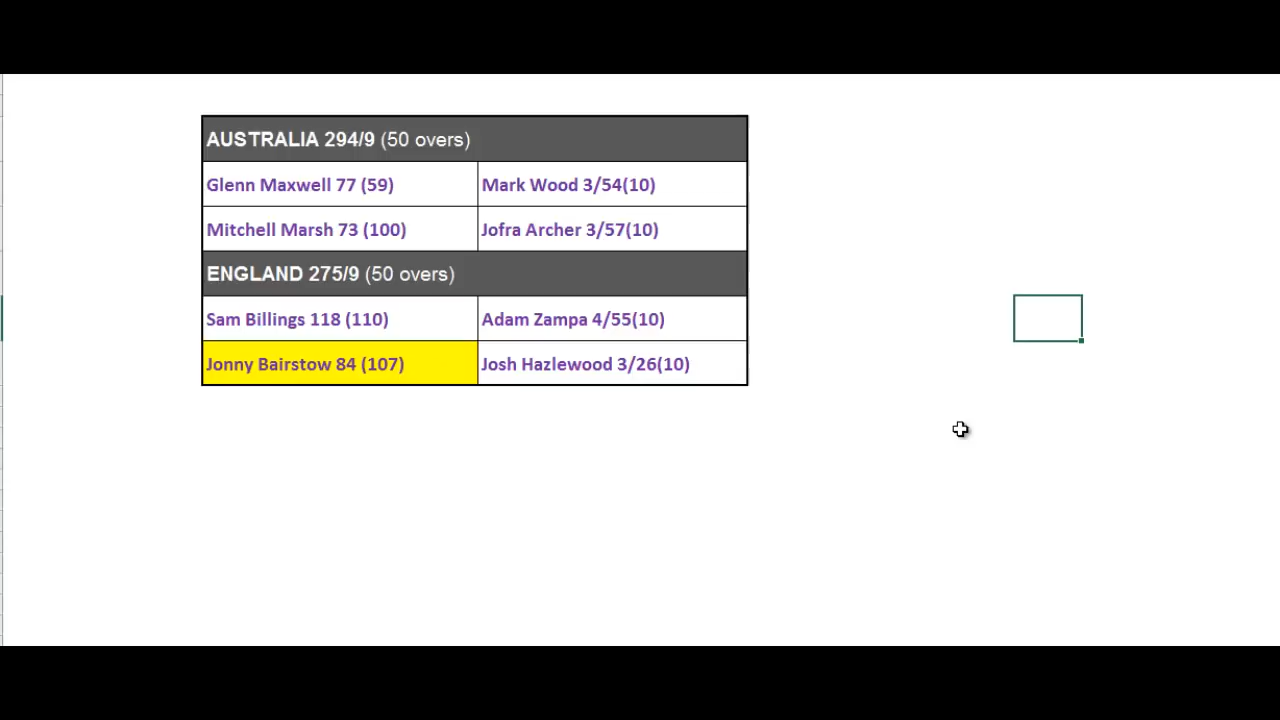 AUSTRALIA 294/9 (50 overs)
Glenn Maxwell 77 (59) Mark Wood 3/54(10)
Mitchell Marsh 73 (100) Jofra Archer 3/57(10)
ENGLAND 275/9 (50 overs)
Sam Billings 118 (110) Adam Zampa 4/55(10)
Jonny Bairstow 84 (107) Josh Hazlewood 3/26(10)